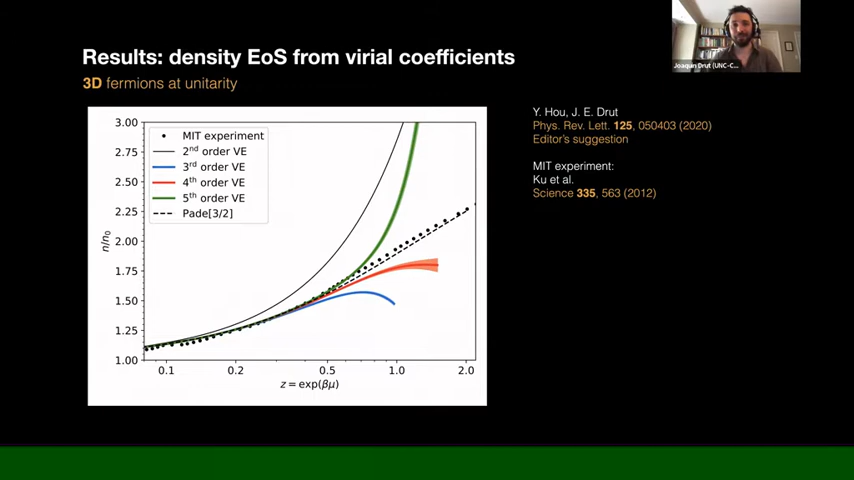 Results: density EoS from virial coefficients
3D fermions at unitarity
Joaquin Drut (UNC-C...
Y. Hou, J. E. Drut
Phys. Rev. Lett. 125, 050403 (2020)
Editor's suggestion
MIT experiment:
Ku et al.
Science 335, 563 (2012)
MIT experiment
2nd order VE
3rd order VE
4th order VE
5th order VE
Pade[3/2]
n/n0
3.00
2.75
2.50
2.25
2.00
1.75
1.50
1.25
1.00
0.1 0.2 0.5 1.0 2.0
z = exp(βμ)